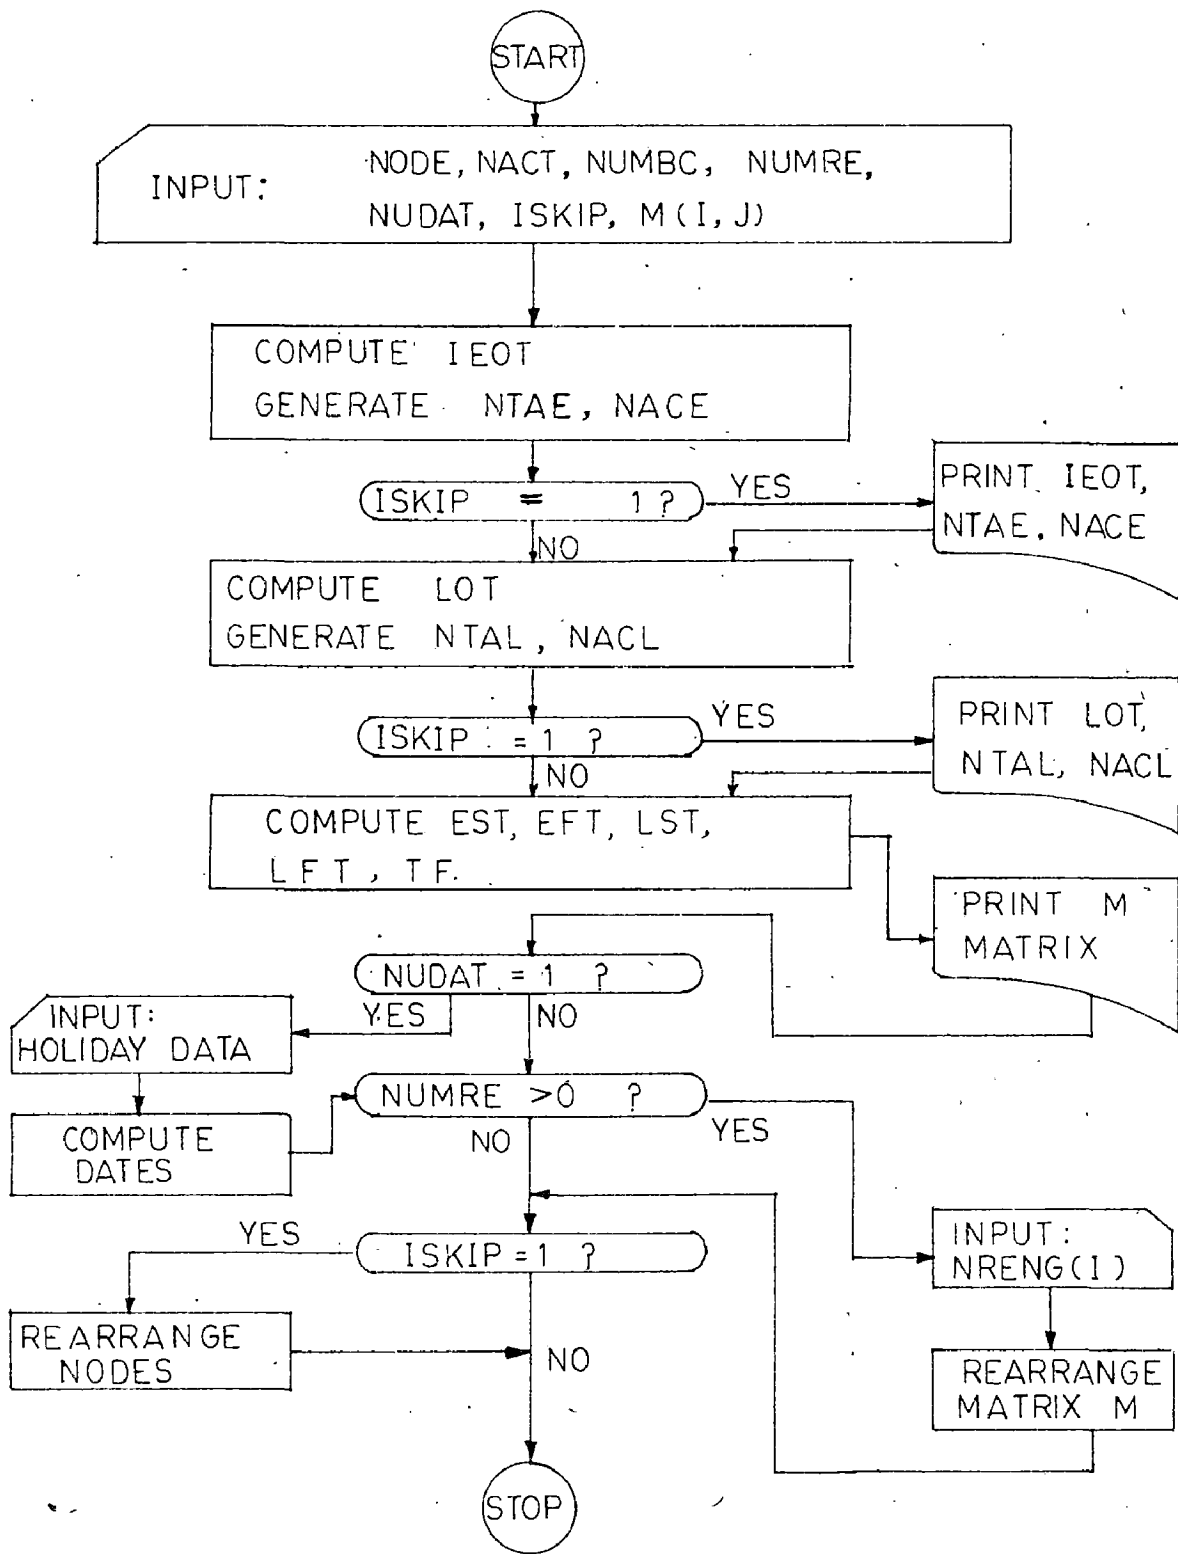 START
INPUT: NODE, NACT, NUMBC, NUMRE,
NUDAT, ISKIP, M(I,J)
COMPUTE IEOT
GENERATE NTAE, NACE
ISKIP = 1 ?
YES
PRINT IEOT,
NTAE, NACE
NO
COMPUTE LOT
GENERATE NTAL, NACL
ISKIP = 1 ?
YES
PRINT LOT,
NTAL, NACL
NO
COMPUTE EST, EFT, LST,
LFT, TF.
PRINT M
MATRIX
NUDAT = 1 ?
YES
NO
INPUT:
HOLIDAY DATA
COMPUTE
DATES
NUMRE >0 ?
NO
YES
INPUT:
NRENG(I)
REARRANGE
MATRIX M
ISKIP = 1 ?
YES
REARRANGE
NODES
NO
STOP